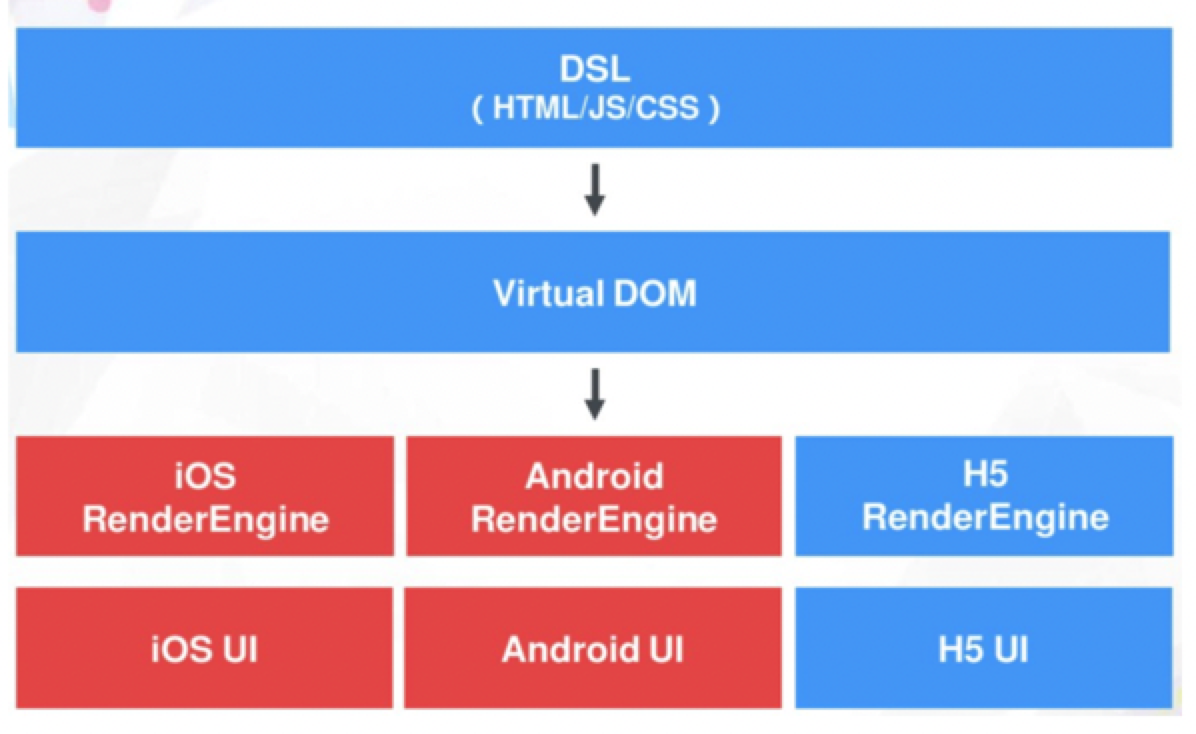 DSL
( HTML/JS/CSS )
Virtual DOM
iOS
RenderEngine
Android
RenderEngine
H5
RenderEngine
iOS UI
Android UI
H5 UI